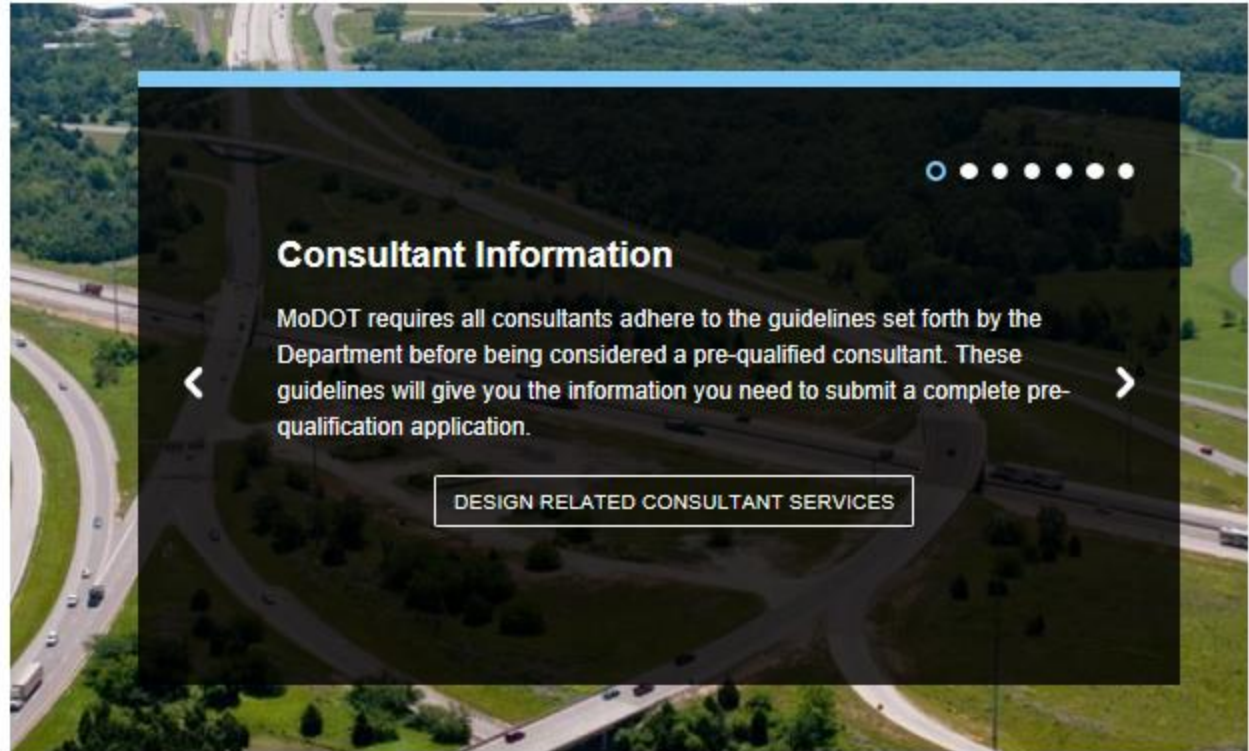 Consultant Information
MoDOT requires all consultants adhere to the guidelines set forth by the
Department before being considered a pre-qualified consultant. These
guidelines will give you the information you need to submit a complete pre-
qualification application.
DESIGN RELATED CONSULTANT SERVICES